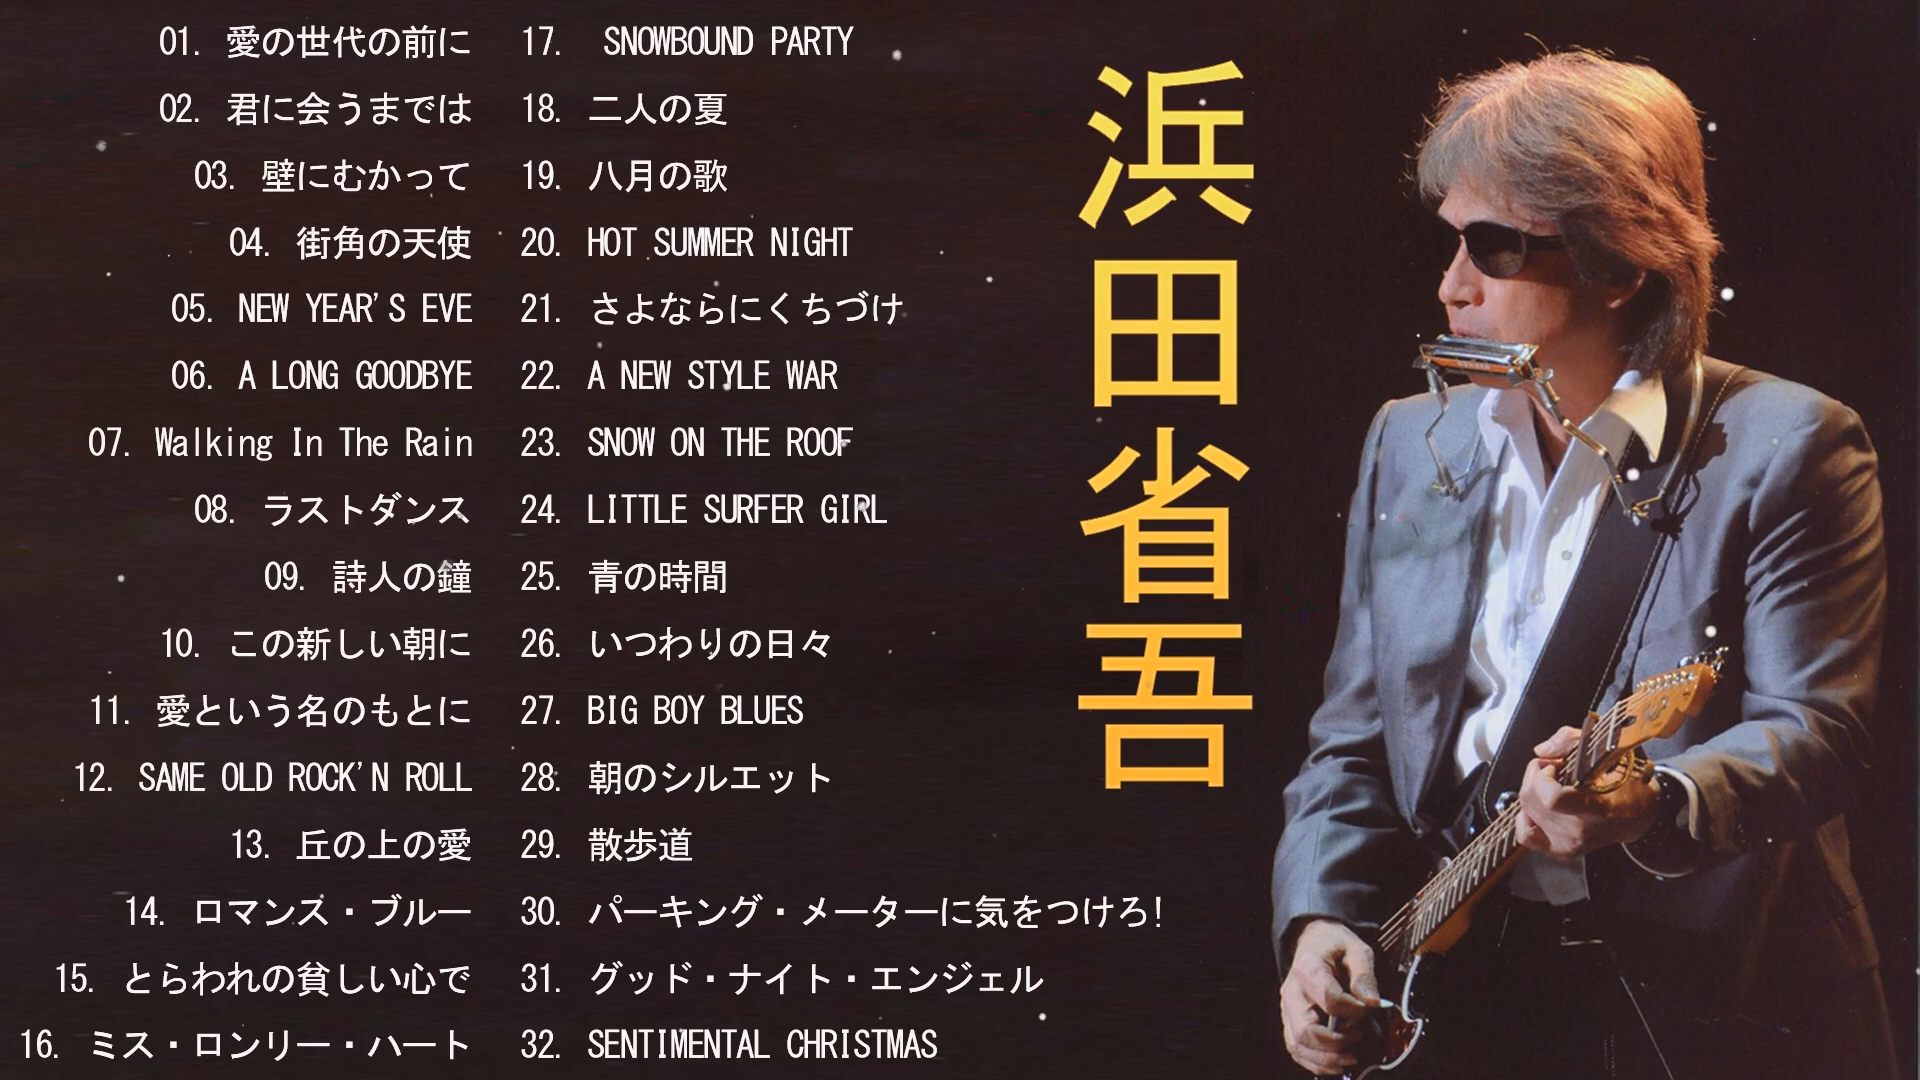 01. 愛の世代の前に
02. 君に会うまでは
03. 壁にむかって
04. 街角の天使
05. NEW YEAR'S EVE
06. A LONG GOODBYE
07. Walking In The Rain
08. ラストダンス
09. 詩人の鐘
10. この新しい朝に
11. 愛という名のもとに
12. SAME OLD ROCK'N ROLL
13. 丘の上の愛
14. ロマンス・ブルー
15. とらわれの貧しい心で
16. ミス・ロンリー・ハート
17. SNOWBOUND PARTY
18. 二人の夏
19. 八月の歌
20. HOT SUMMER NIGHT
21. さよならにくちづけ
22. A NEW STYLE WAR
23. SNOW ON THE ROOF
24. LITTLE SURFER GIRL
25. 青の時間
26. いつわりの日々
27. BIG BOY BLUES
28. 朝のシルエット
29. 散歩道
30. パーキング・メーターに気をつけろ!
31. グッド・ナイト・エンジェル
32. SENTIMENTAL CHRISTMAS
浜田省吾